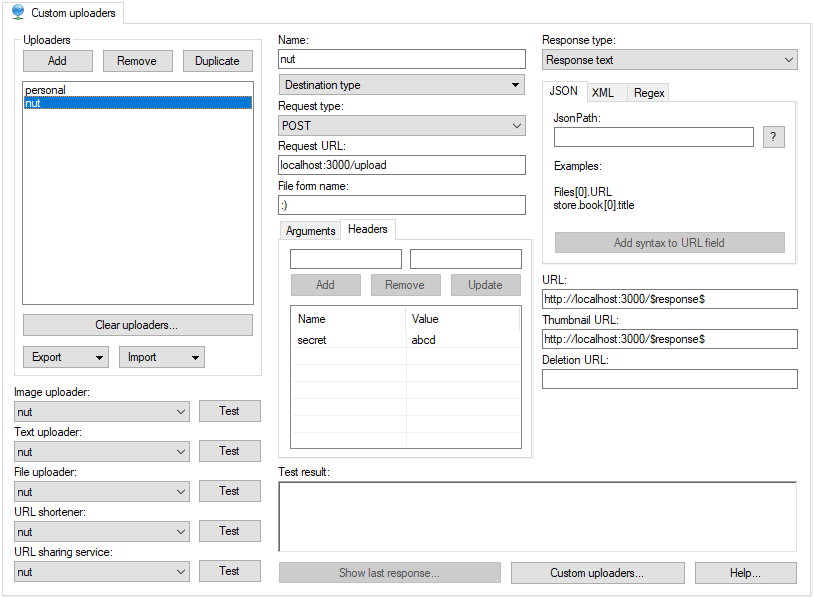 Custom uploaders
Uploaders
Add Remove Duplicate
personal
nut
Clear uploaders...
Export Import
Image uploader:
nut Test
Text uploader:
nut Test
File uploader:
nut Test
URL shortener:
nut Test
URL sharing service:
nut Test
Name:
nut
Destination type
Request type:
POST
Request URL:
localhost:3000/upload
File form name:
:)
Arguments Headers
Add Remove Update
Name Value
secret abcd
Response type:
Response text
JSON XML Regex
JsonPath:
?
Examples:
Files[0].URL
store.book[0].title
Add syntax to URL field
URL:
http://localhost:3000/$response$
Thumbnail URL:
http://localhost:3000/$response$
Deletion URL:
Test result:
Show last response... Custom uploaders... Help...